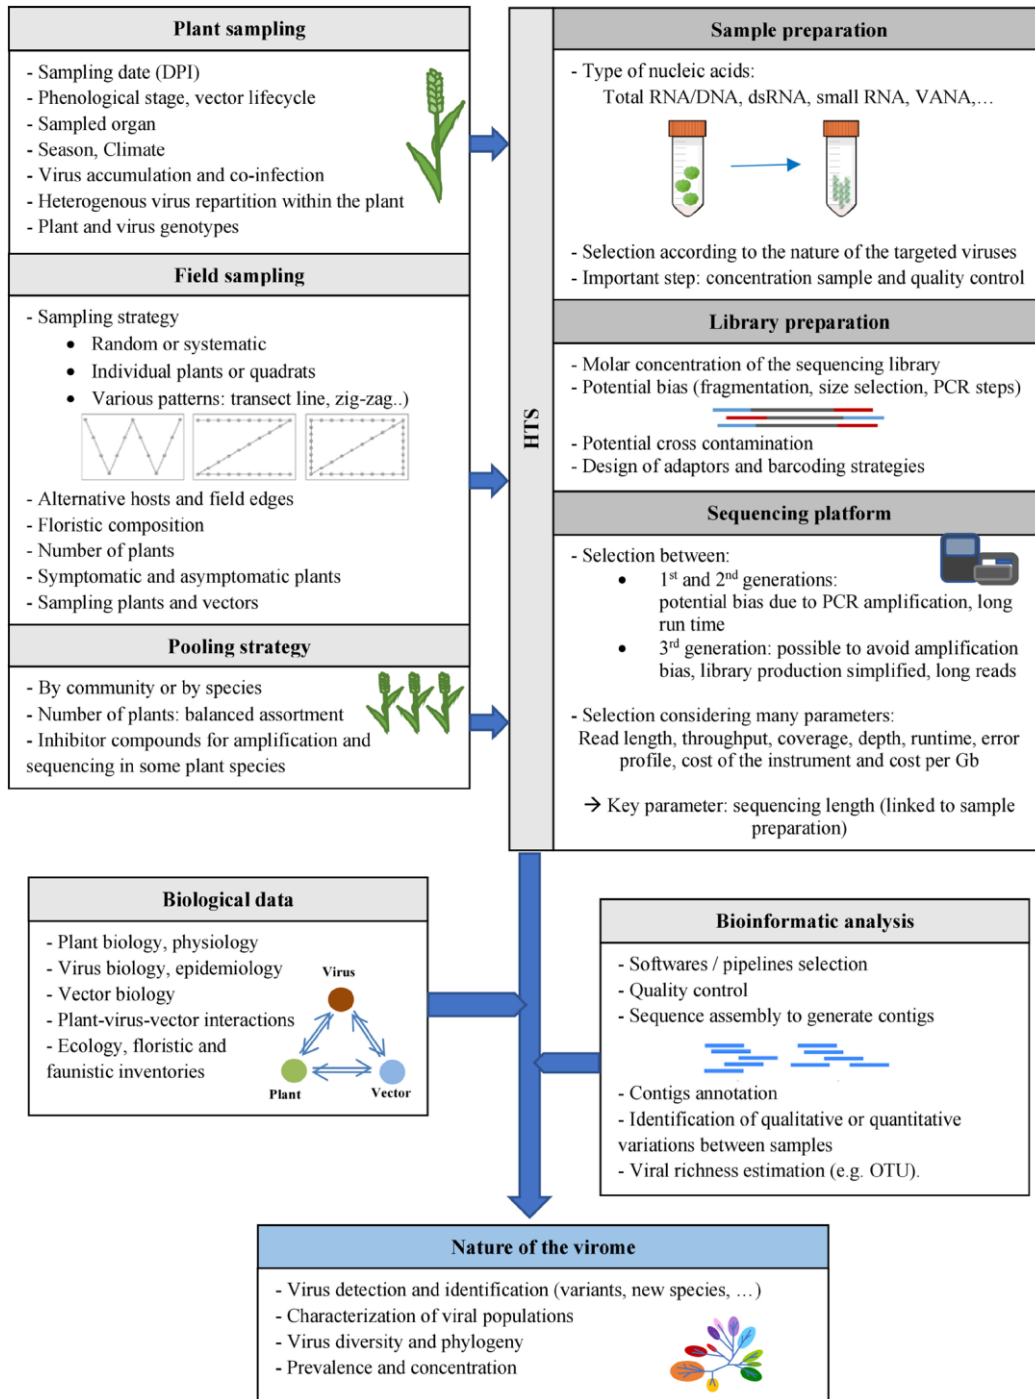 Plant sampling
- Sampling date (DPI)
- Phenological stage, vector lifecycle
- Sampled organ
- Season, Climate
- Virus accumulation and co-infection
- Heterogenous virus repartition within the plant
- Plant and virus genotypes
Field sampling
- Sampling strategy
• Random or systematic
• Individual plants or quadrats
• Various patterns: transect line, zig-zag..)
- Alternative hosts and field edges
- Floristic composition
- Number of plants
- Symptomatic and asymptomatic plants
- Sampling plants and vectors
Pooling strategy
- By community or by species
- Number of plants: balanced assortment
- Inhibitor compounds for amplification and
sequencing in some plant species
HTS
Sample preparation
- Type of nucleic acids:
Total RNA/DNA, dsRNA, small RNA, VANA,…
- Selection according to the nature of the targeted viruses
- Important step: concentration sample and quality control
Library preparation
- Molar concentration of the sequencing library
- Potential bias (fragmentation, size selection, PCR steps)
- Potential cross contamination
- Design of adaptors and barcoding strategies
Sequencing platform
- Selection between:
• 1st and 2nd generations:
potential bias due to PCR amplification, long
run time
• 3rd generation: possible to avoid amplification
bias, library production simplified, long reads
- Selection considering many parameters:
Read length, throughput, coverage, depth, runtime, error
profile, cost of the instrument and cost per Gb
→ Key parameter: sequencing length (linked to sample
preparation)
Biological data
- Plant biology, physiology
- Virus biology, epidemiology
- Vector biology
- Plant-virus-vector interactions
- Ecology, floristic and
faunistic inventories
Virus
Plant
Vector
Bioinformatic analysis
- Softwares / pipelines selection
- Quality control
- Sequence assembly to generate contigs
- Contigs annotation
- Identification of qualitative or quantitative
variations between samples
- Viral richness estimation (e.g. OTU).
Nature of the virome
- Virus detection and identification (variants, new species, …)
- Characterization of viral populations
- Virus diversity and phylogeny
- Prevalence and concentration